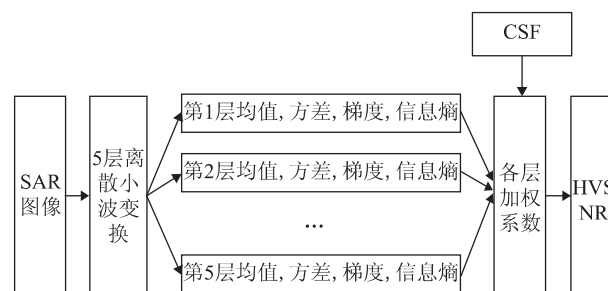 CSF
SAR
图像
5层离
散小
波变
换
第1层均值, 方差, 梯度, 信息熵
第2层均值, 方差, 梯度, 信息熵
...
第5层均值, 方差, 梯度, 信息熵
各层
加权
系数
HVS
NR